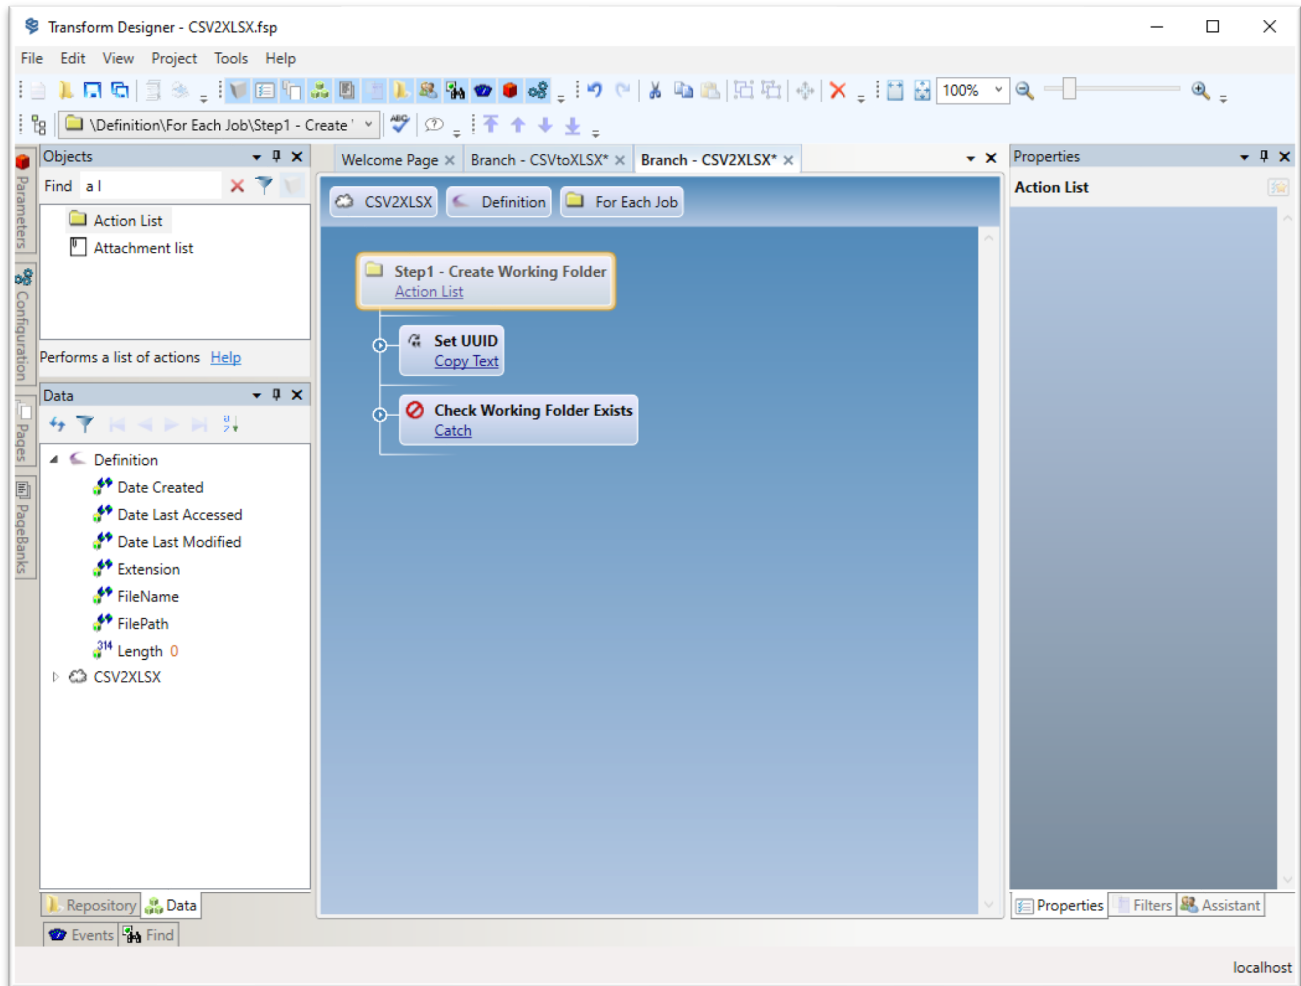 Transform Designer - CSV2XLSX.fsp
File Edit View Project Tools Help
100%
\Definition\For Each Job\Step1 - Create '
ABC
Objects
Find a l
Action List
Attachment list
Performs a list of actions Help
Data
Definition
Date Created
Date Last Accessed
Date Last Modified
Extension
FileName
FilePath
314 Length 0
CSV2XLSX
Repository Data
Events Find
Parameters
Configuration
Pages
PageBanks
Welcome Page Branch - CSVtoXLSX* Branch - CSV2XLSX*
CSV2XLSX Definition For Each Job
Step1 - Create Working Folder
Action List
Set UUID
Copy Text
Check Working Folder Exists
Catch
Properties
Action List
Properties Filters Assistant
localhost